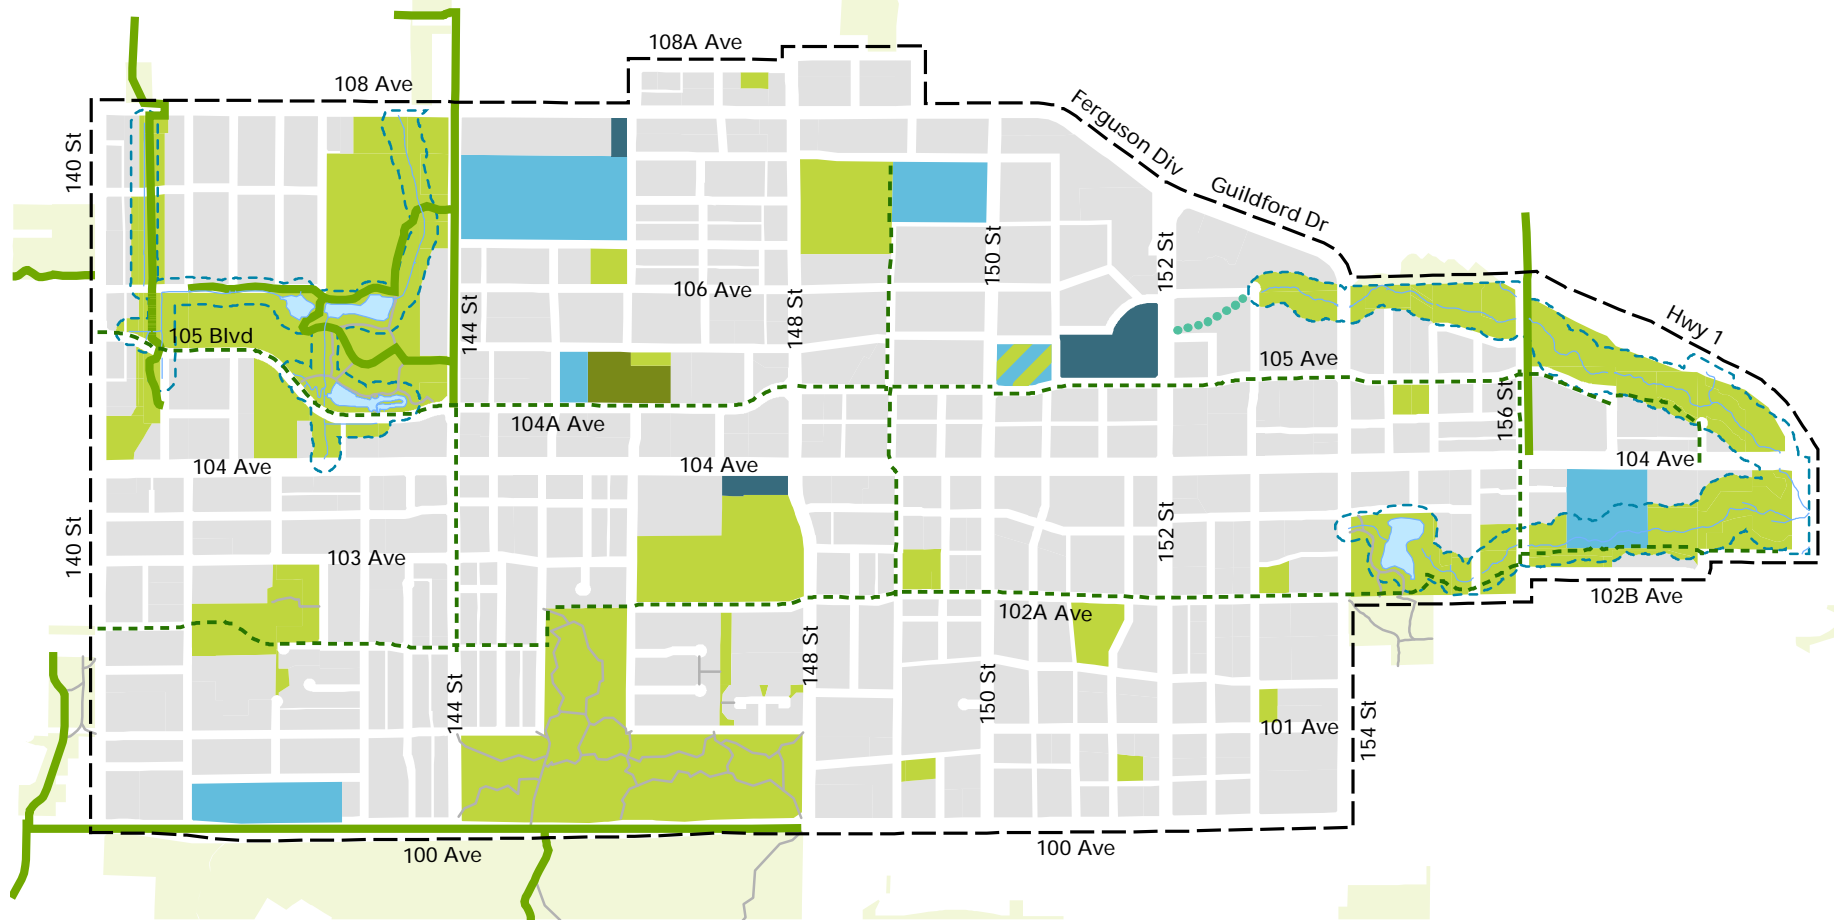 108A Ave
108 Ave
Ferguson Div
140 St
Guildford Dr
150 St
152 St
106 Ave
148 St
144 St
Hwy 1
105 Blvd
105 Ave
156 St
104A Ave
104 Ave
104 Ave
104 Ave
140 St
152 St
103 Ave
102B Ave
102A Ave
148 St
150 St
144 St
154 St
101 Ave
100 Ave
100 Ave